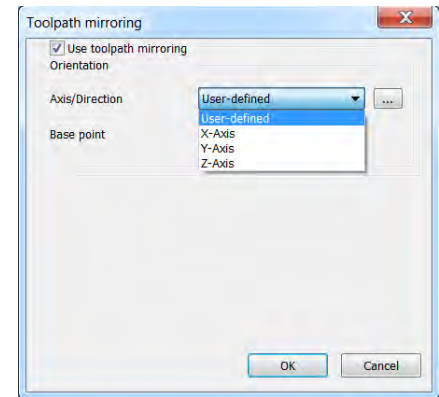 Toolpath mirroring
Use toolpath mirroring
Orientation
Axis/Direction
User-defined
...
User-defined
X-Axis
Base point
Y-Axis
Z-Axis
OK
Cancel